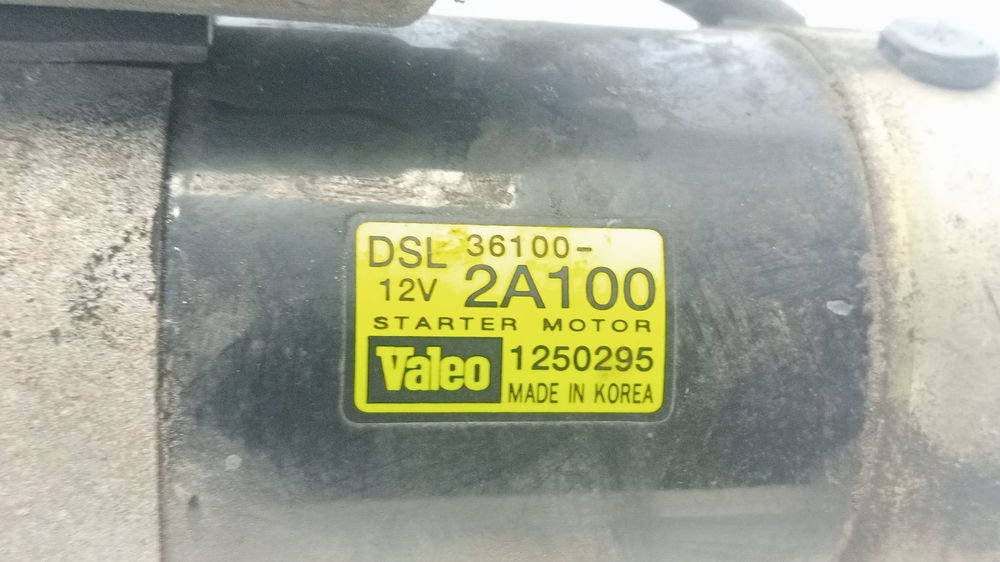 DSL 36100-
12V 2A100
STARTER MOTOR
Valeo 1250295
MADE IN KOREA